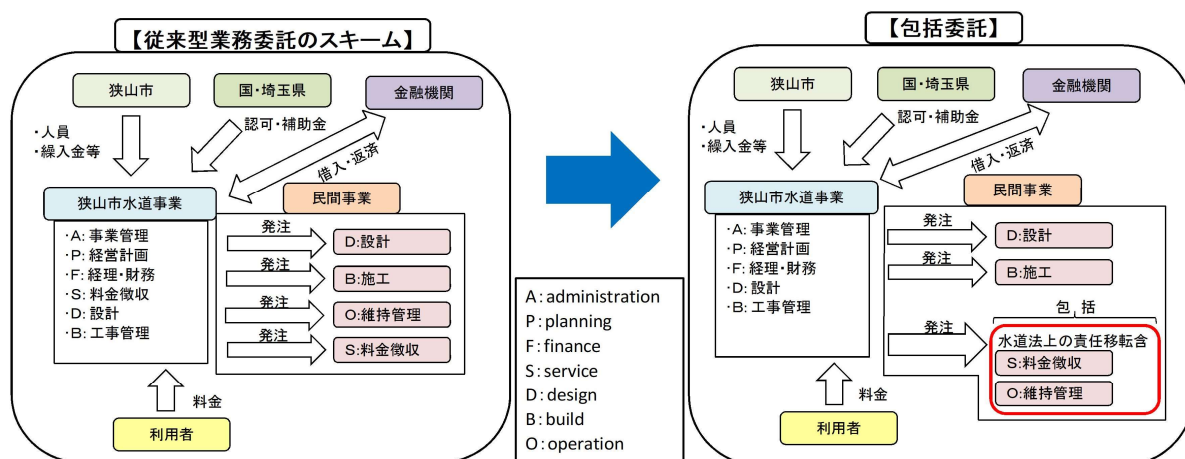 【従来型業務委託のスキーム】
狭山市
国・埼玉県
金融機関
・人員
・繰入金等
認可・補助金
借入・返済
狭山市水道事業
民間事業
・A: 事業管理
・P: 経営計画
・F: 経理・財務
・S: 料金徴収
・D: 設計
・B: 工事管理
発注
D:設計
発注
B:施工
発注
O:維持管理
発注
S:料金徴収
料金
利用者
A:administration
P:planning
F:finance
S:service
D:design
B:build
O:operation
【包括委託】
狭山市
国・埼玉県
金融機関
・人員
・繰入金等
認可・補助金
借入・返済
狭山市水道事業
民間事業
・A: 事業管理
・P: 経営計画
・F: 経理・財務
・D: 設計
・B: 工事管理
発注
D:設計
発注
B:施工
包 括
発注
水道法上の責任移転含
S:料金徴収
O:維持管理
料金
利用者